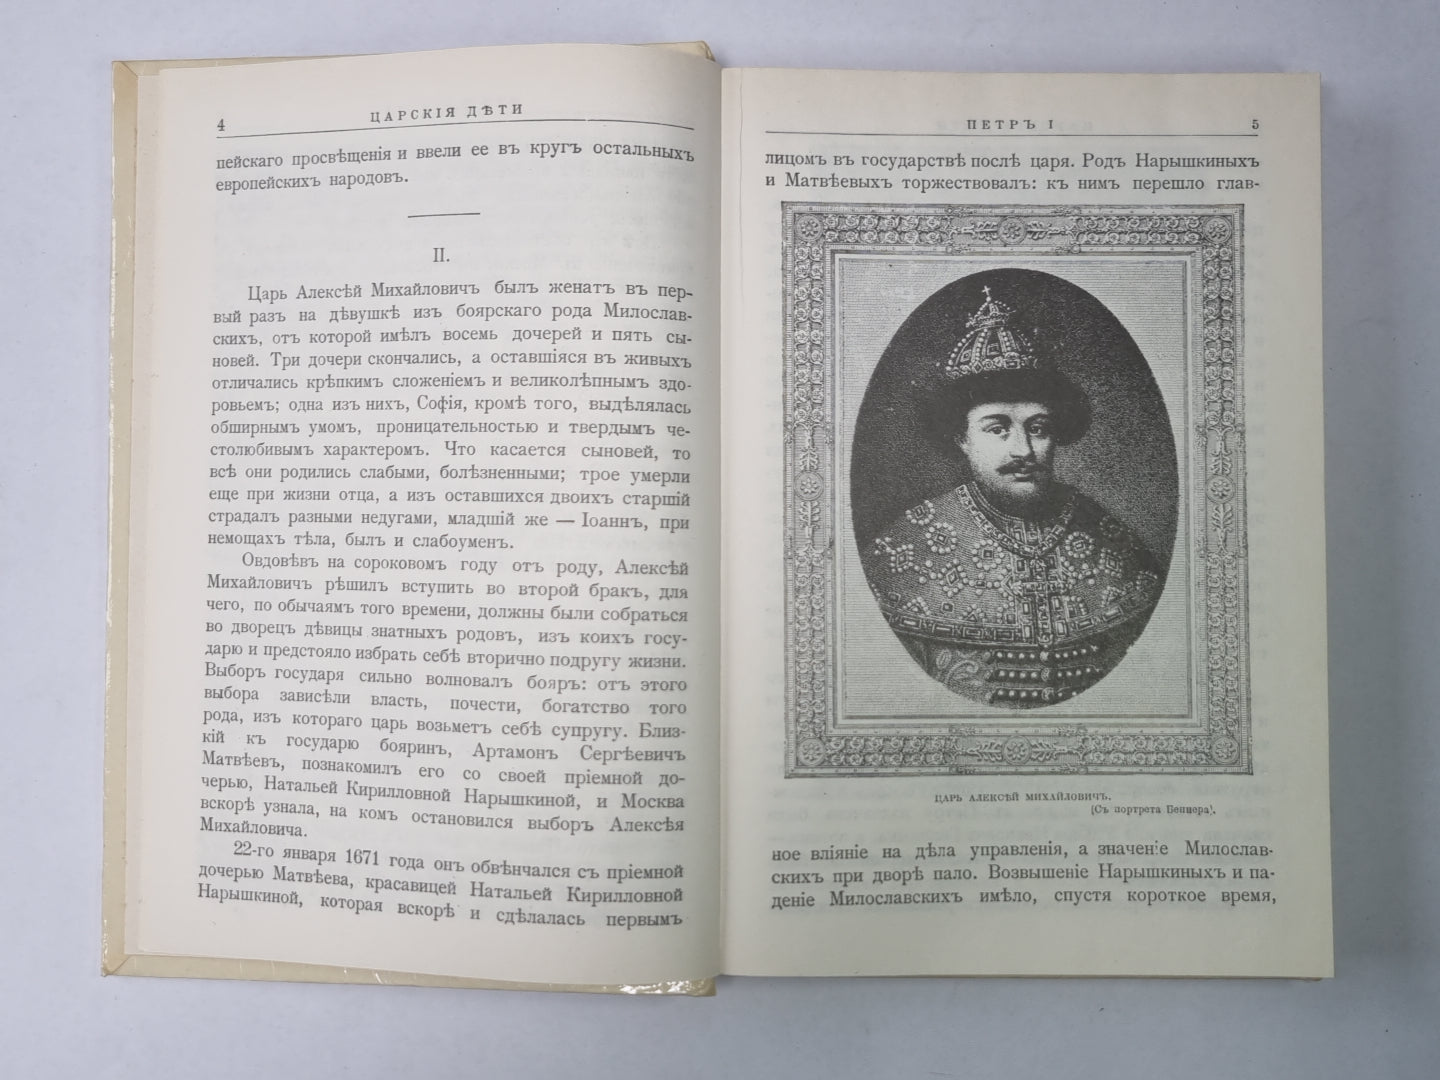 4
ЦАРСКІЯ ДѢТИ
пейскаго просвѣщенія и ввели ее въ кругъ остальныхъ
европейскихъ народовъ.
II.
Царь Алексѣй Михайловичъ былъ женатъ въ пер-
вый разъ на дѣвушкѣ изъ боярскаго рода Милослав-
скихъ, отъ которой имѣлъ восемь дочерей и пять сы-
новей. Три дочери скончались, а оставшіяся въ живыхъ
отличались крѣпкимъ сложеніемъ и великолѣпнымъ здо-
ровьемъ; одна изъ нихъ, Софія, кромѣ того, выдѣлялась
обширнымъ умомъ, проницательностью и твердымъ че-
столюбивымъ характеромъ. Что касается сыновей, то
всѣ они родились слабыми, болѣзненными; трое умерли
еще при жизни отца, а изъ оставшихся двоихъ старшій
страдалъ разными недугами, младшій же — Іоаннъ, при
немощахъ тѣла, былъ и слабоуменъ.
Овдовѣвъ на сороковомъ году отъ роду, Алексѣй
Михайловичъ рѣшилъ вступить во второй бракъ, для
чего, по обычаямъ того времени, должны были собраться
во дворецъ дѣвицы знатныхъ родовъ, изъ коихъ госу-
дарю и предстояло избрать себѣ вторично подругу жизни.
Выборъ государя сильно волновалъ бояръ: отъ этого
выбора зависѣли власть, почести, богатство того
рода, изъ котораго царь возьметъ себѣ супругу. Близ-
кій къ государю бояринъ, Артамонъ Сергѣевичъ
Матвѣевъ, познакомилъ его со своей пріемной до-
черью, Натальей Кирилловной Нарышкиной, и Москва
вскорѣ узнала, на комъ остановился выборъ Алексѣя
Михайловича.
22-го января 1671 года онъ обвѣнчался съ пріемной
дочерью Матвѣева, красавицей Натальей Кирилловной
Нарышкиной, которая вскорѣ и сдѣлалась первымъ
ПЕТРЪ I
5
лицомъ въ государствѣ послѣ царя. Родъ Нарышкиныхъ
и Матвѣевыхъ торжествовалъ: къ нимъ перешло глав-
ЦАРЬ АЛЕКСѢЙ МИХАЙЛОВИЧЪ.
(Съ портрета Беннера).
ное вліяніе на дѣла управленія, а значеніе Милослав-
скихъ при дворѣ пало. Возвышеніе Нарышкиныхъ и па-
деніе Милославскихъ имѣло, спустя короткое время,